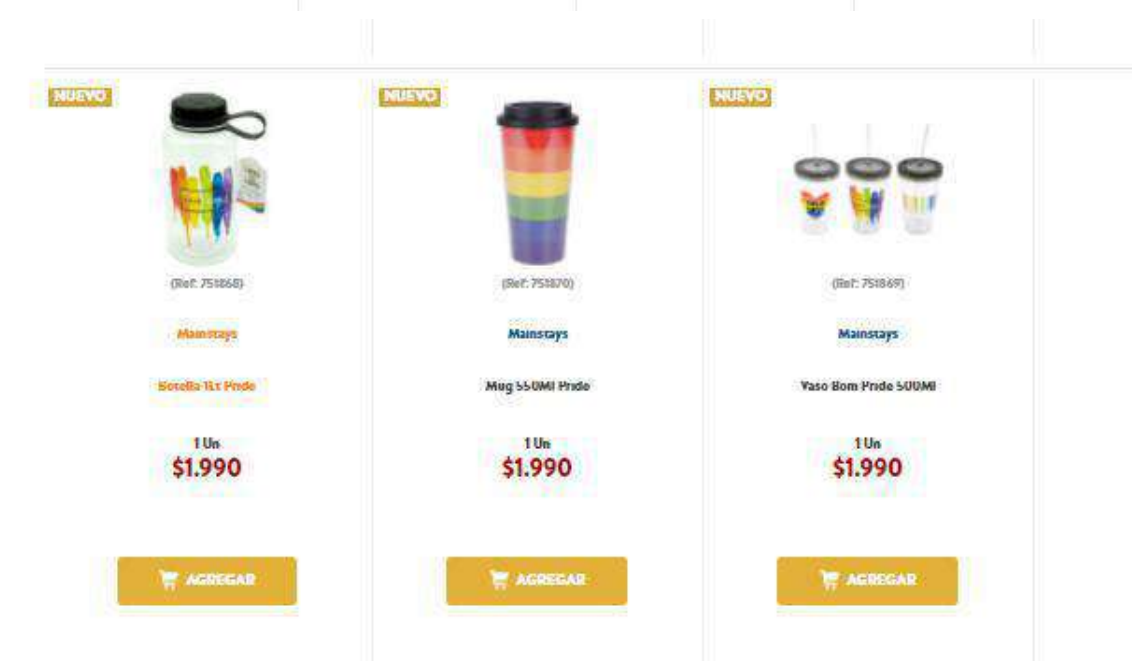 NUEVO
NUEVO
NUEVO
(Ref: 751868)
(Ref: 751870)
(Ref: 751869)
Mainstays
Mainstays
Mainstays
Botella 1Lt Pride
Mug 550Ml Pride
Vaso Bom Pride 500Ml
1 Un
1 Un
1 Un
$1.990
$1.990
$1.990
AGREGAR
AGREGAR
AGREGAR